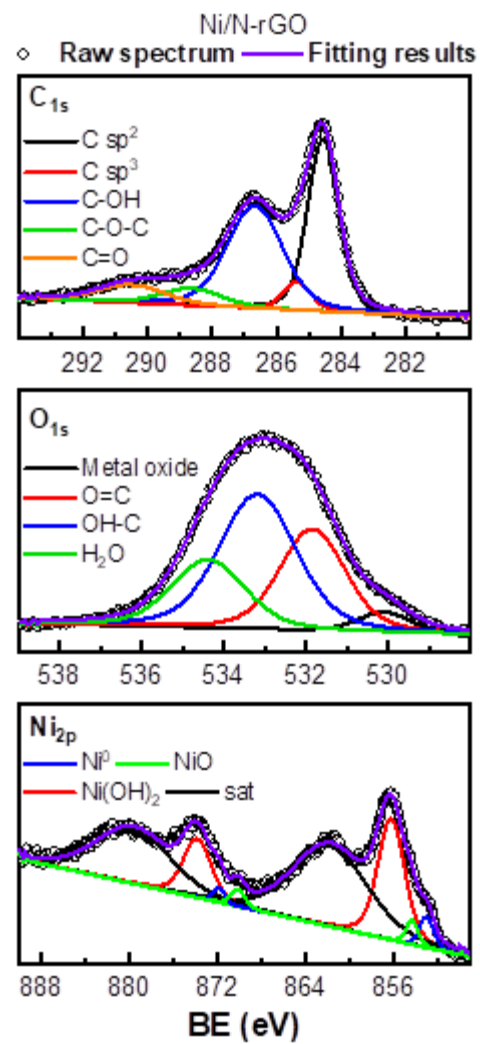 Ni/N-rGO
Raw spectrum Fitting results
C1s
C sp²
C sp³
C-OH
C-O-C
C=O
292 290 288 286 284 282
O1s
Metal oxide
O=C
OH-C
H₂O
538 536 534 532 530
Ni2p
Ni⁰ NiO
Ni(OH)₂ sat
888 880 872 864 856
BE (eV)